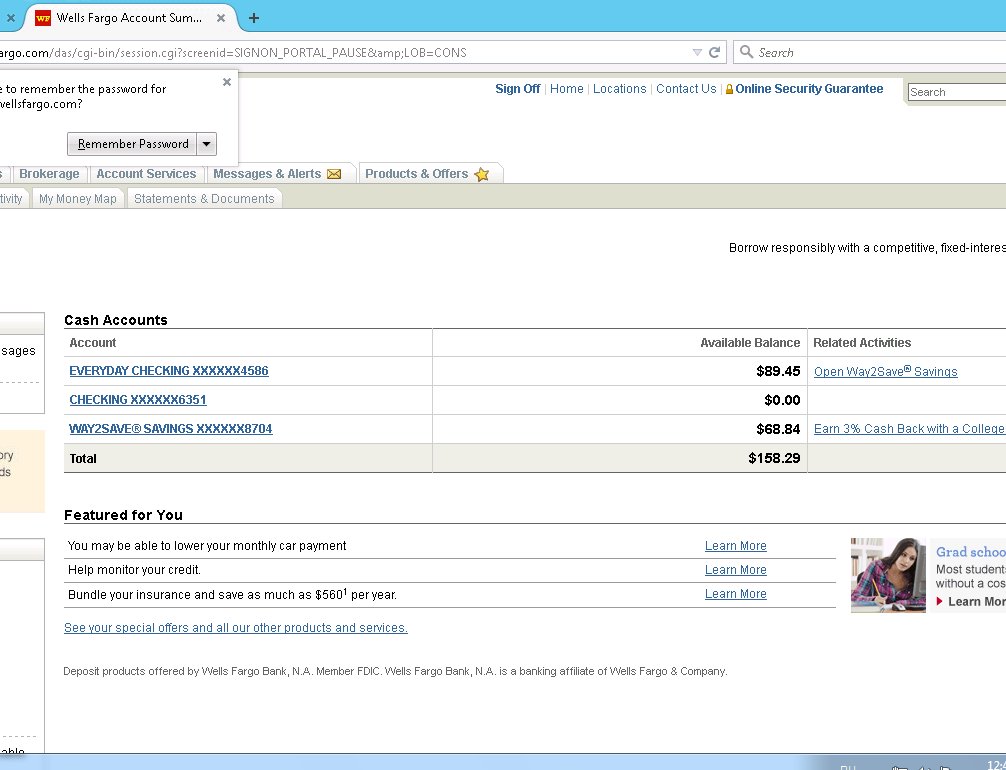 WF Wells Fargo Account Sum...
argo.com/das/cgi-bin/session.cgi?screenid=SIGNON_PORTAL_PAUSE&amp;LOB=CONS
Search
e to remember the password for
wellsfargo.com?
Remember Password
Sign Off | Home | Locations | Contact Us | Online Security Guarantee
Search
s Brokerage Account Services Messages & Alerts Products & Offers
tivity My Money Map Statements & Documents
Borrow responsibly with a competitive, fixed-interes
ssages
ory
ds
Cash Accounts
Account Available Balance Related Activities
EVERYDAY CHECKING XXXXXX4586 $89.45 Open Way2Save® Savings
CHECKING XXXXXX6351 $0.00
WAY2SAVE® SAVINGS XXXXXX8704 $68.84 Earn 3% Cash Back with a College
Total $158.29
Featured for You
You may be able to lower your monthly car payment Learn More
Help monitor your credit. Learn More
Bundle your insurance and save as much as $560¹ per year. Learn More
Grad schoo
Most students
without a cos
Learn Mor
See your special offers and all our other products and services.
Deposit products offered by Wells Fargo Bank, N.A. Member FDIC. Wells Fargo Bank, N.A. is a banking affiliate of Wells Fargo & Company.